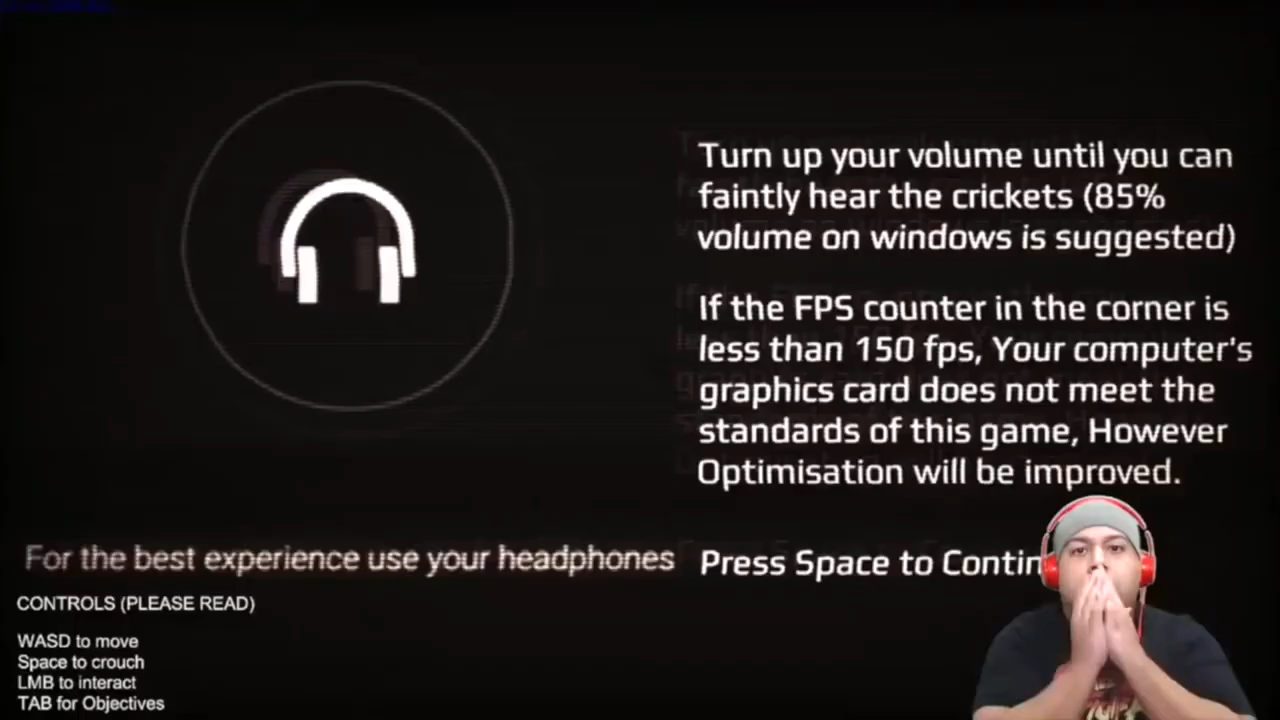 Turn up your volume until you can
faintly hear the crickets (85%
volume on windows is suggested)
If the FPS counter in the corner is
less than 150 fps, Your computer's
graphics card does not meet the
standards of this game, However
Optimisation will be improved.
For the best experience use your headphones
Press Space to Contin
CONTROLS (PLEASE READ)
WASD to move
Space to crouch
LMB to interact
TAB for Objectives